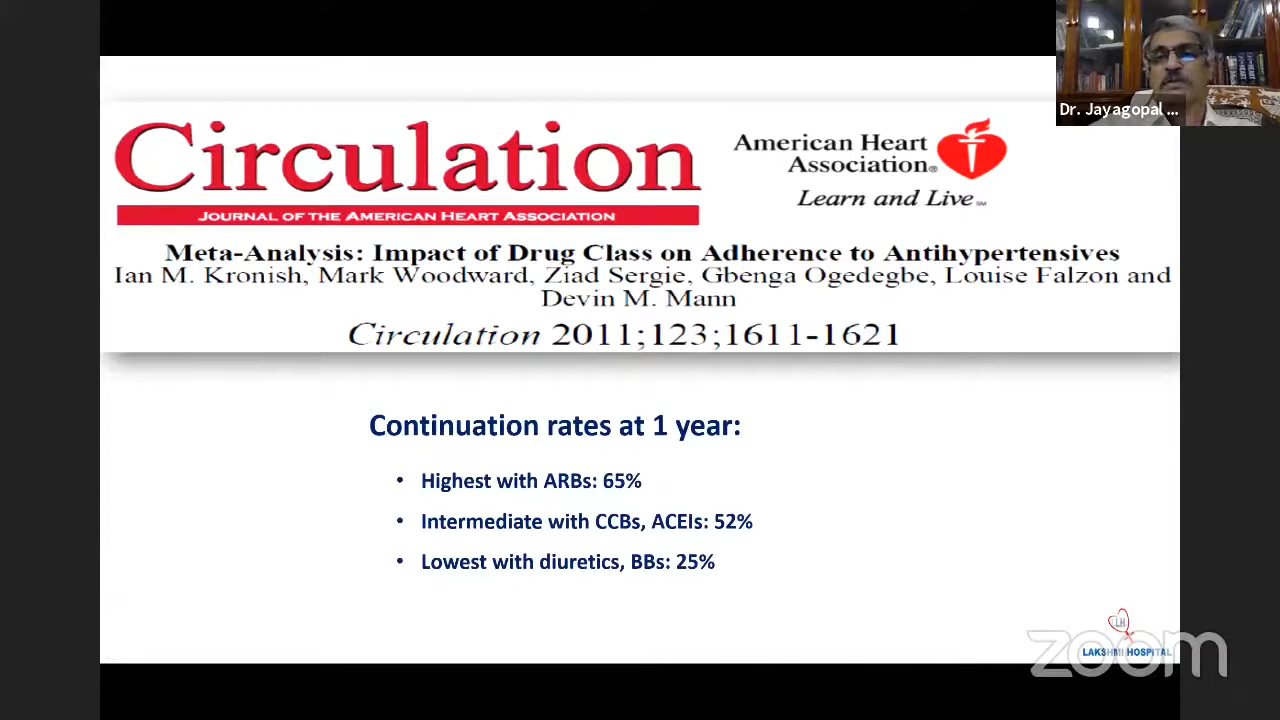 Circulation
JOURNAL OF THE AMERICAN HEART ASSOCIATION
American Heart
Association®
Learn and Live℠
Meta-Analysis: Impact of Drug Class on Adherence to Antihypertensives
Ian M. Kronish, Mark Woodward, Ziad Sergie, Gbenga Ogedegbe, Louise Falzon and
Devin M. Mann
Circulation 2011;123;1611-1621
Dr. Jayagopal ...
Continuation rates at 1 year:
• Highest with ARBs: 65%
• Intermediate with CCBs, ACEIs: 52%
• Lowest with diuretics, BBs: 25%
LH
LAKSHMI HOSPITAL
zoom